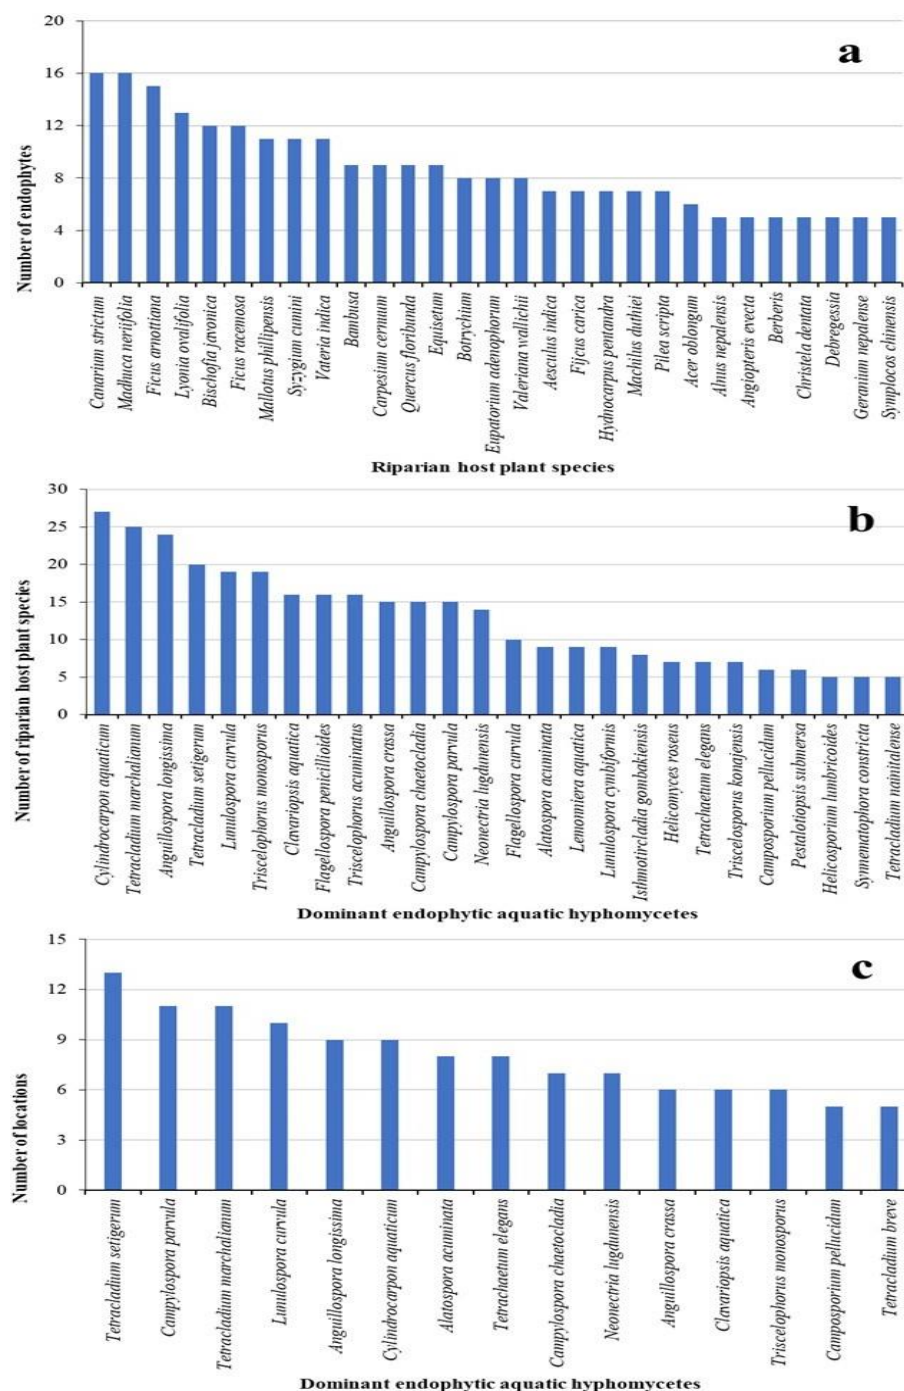 a
20
16
12
8
4
0
Number of endophytes
Canarium strictum
Madhuca neriifolia
Ficus arnotiana
Lyonia ovalifolia
Bischofia javonica
Ficus racemosa
Mallotus phillipensis
Syzygium cumini
Vateria indica
Bambusa
Carpesium cernum
Quercus floribunda
Equisetum
Botrychium
Eupatorium adenophorum
Valeriana wallichii
Aesculus indica
Fijcus carica
Hydnocarpus pentandra
Machilus duthiei
Pilea scripta
Acer oblongum
Alnus nepalensis
Angiopteris evecta
Berberis
Christela dentata
Debregessia
Geranium nepalense
Symplocos chinensis
Riparian host plant species
b
30
25
20
15
10
5
0
Number of riparian host plant species
Cylindrocarpon aquaticum
Tetracladium marchalianum
Anguillospora longissima
Tetracladium setigerum
Lunulospora curvula
Triscelophorus monosporus
Clavariopsis aquatica
Flagellospora penicillioides
Triscelophorus acuminatus
Anguillospora crassa
Campylospora chaetocladia
Campylospora parvula
Neonectria lugdunensis
Flagellospora curvula
Alatospora acuminata
Lemonniera aquatica
Lunulospora cymbiformis
Isthmotircladia gombakiensis
Helicomyces roseus
Tetrachaetum elegans
Triscelosporus konajensis
Camposporium pellucidum
Pestalotiopsis submersa
Helicosporium lumbricoides
Synnematophora constricta
Tetracladium nainitalense
Dominant endophytic aquatic hyphomycetes
c
15
12
9
6
3
0
Number of locations
Tetracladium setigerum
Campylospora parvula
Tetracladium marchalianum
Lunulospora curvula
Anguillospora longissima
Cylindrocarpon aquaticum
Alatospora acuminata
Tetrachaetum elegans
Campylospora chaetocladia
Neonectria lugdunensis
Anguillospora crassa
Clavariopsis aquatica
Triscelophorus monosporus
Camposporium pellucidum
Tetracladium breve
Dominant endophytic aquatic hyphomycetes